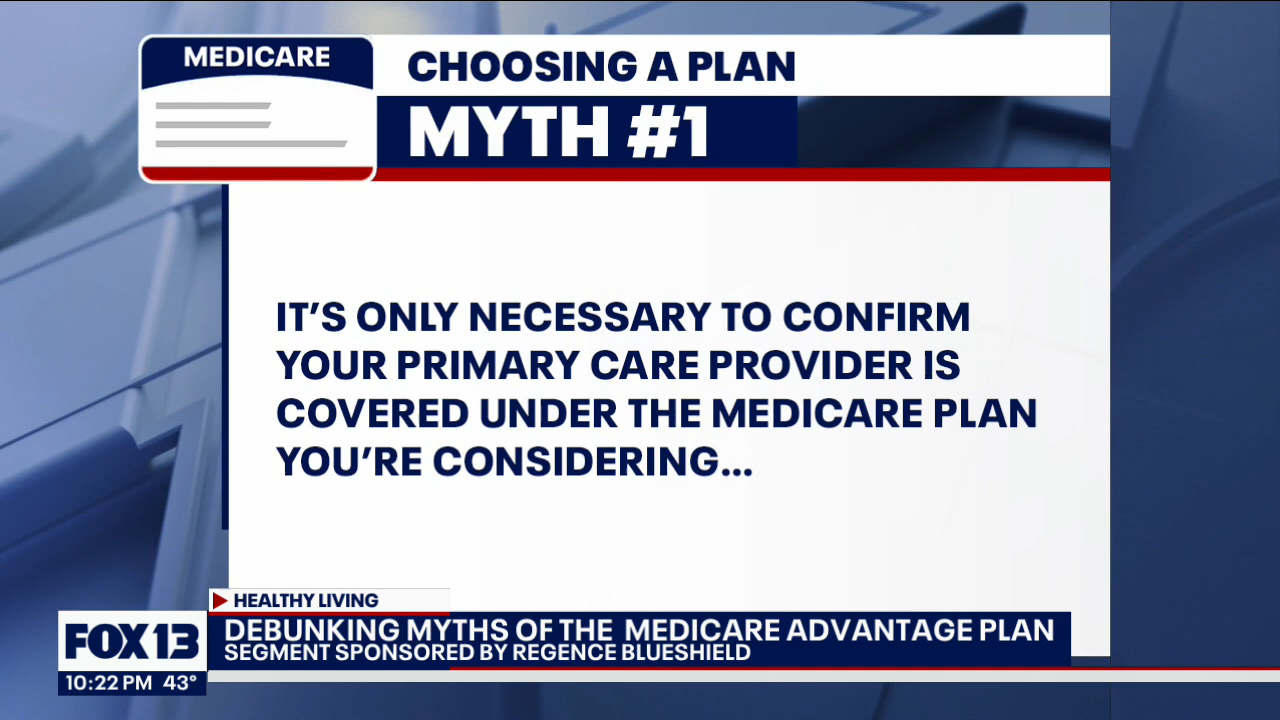 MEDICARE
CHOOSING A PLAN
MYTH #1
IT'S ONLY NECESSARY TO CONFIRM
YOUR PRIMARY CARE PROVIDER IS
COVERED UNDER THE MEDICARE PLAN
YOU'RE CONSIDERING...
HEALTHY LIVING
DEBUNKING MYTHS OF THE MEDICARE ADVANTAGE PLAN
SEGMENT SPONSORED BY REGENCE BLUESHIELD
FOX 13
10:22 PM 43°